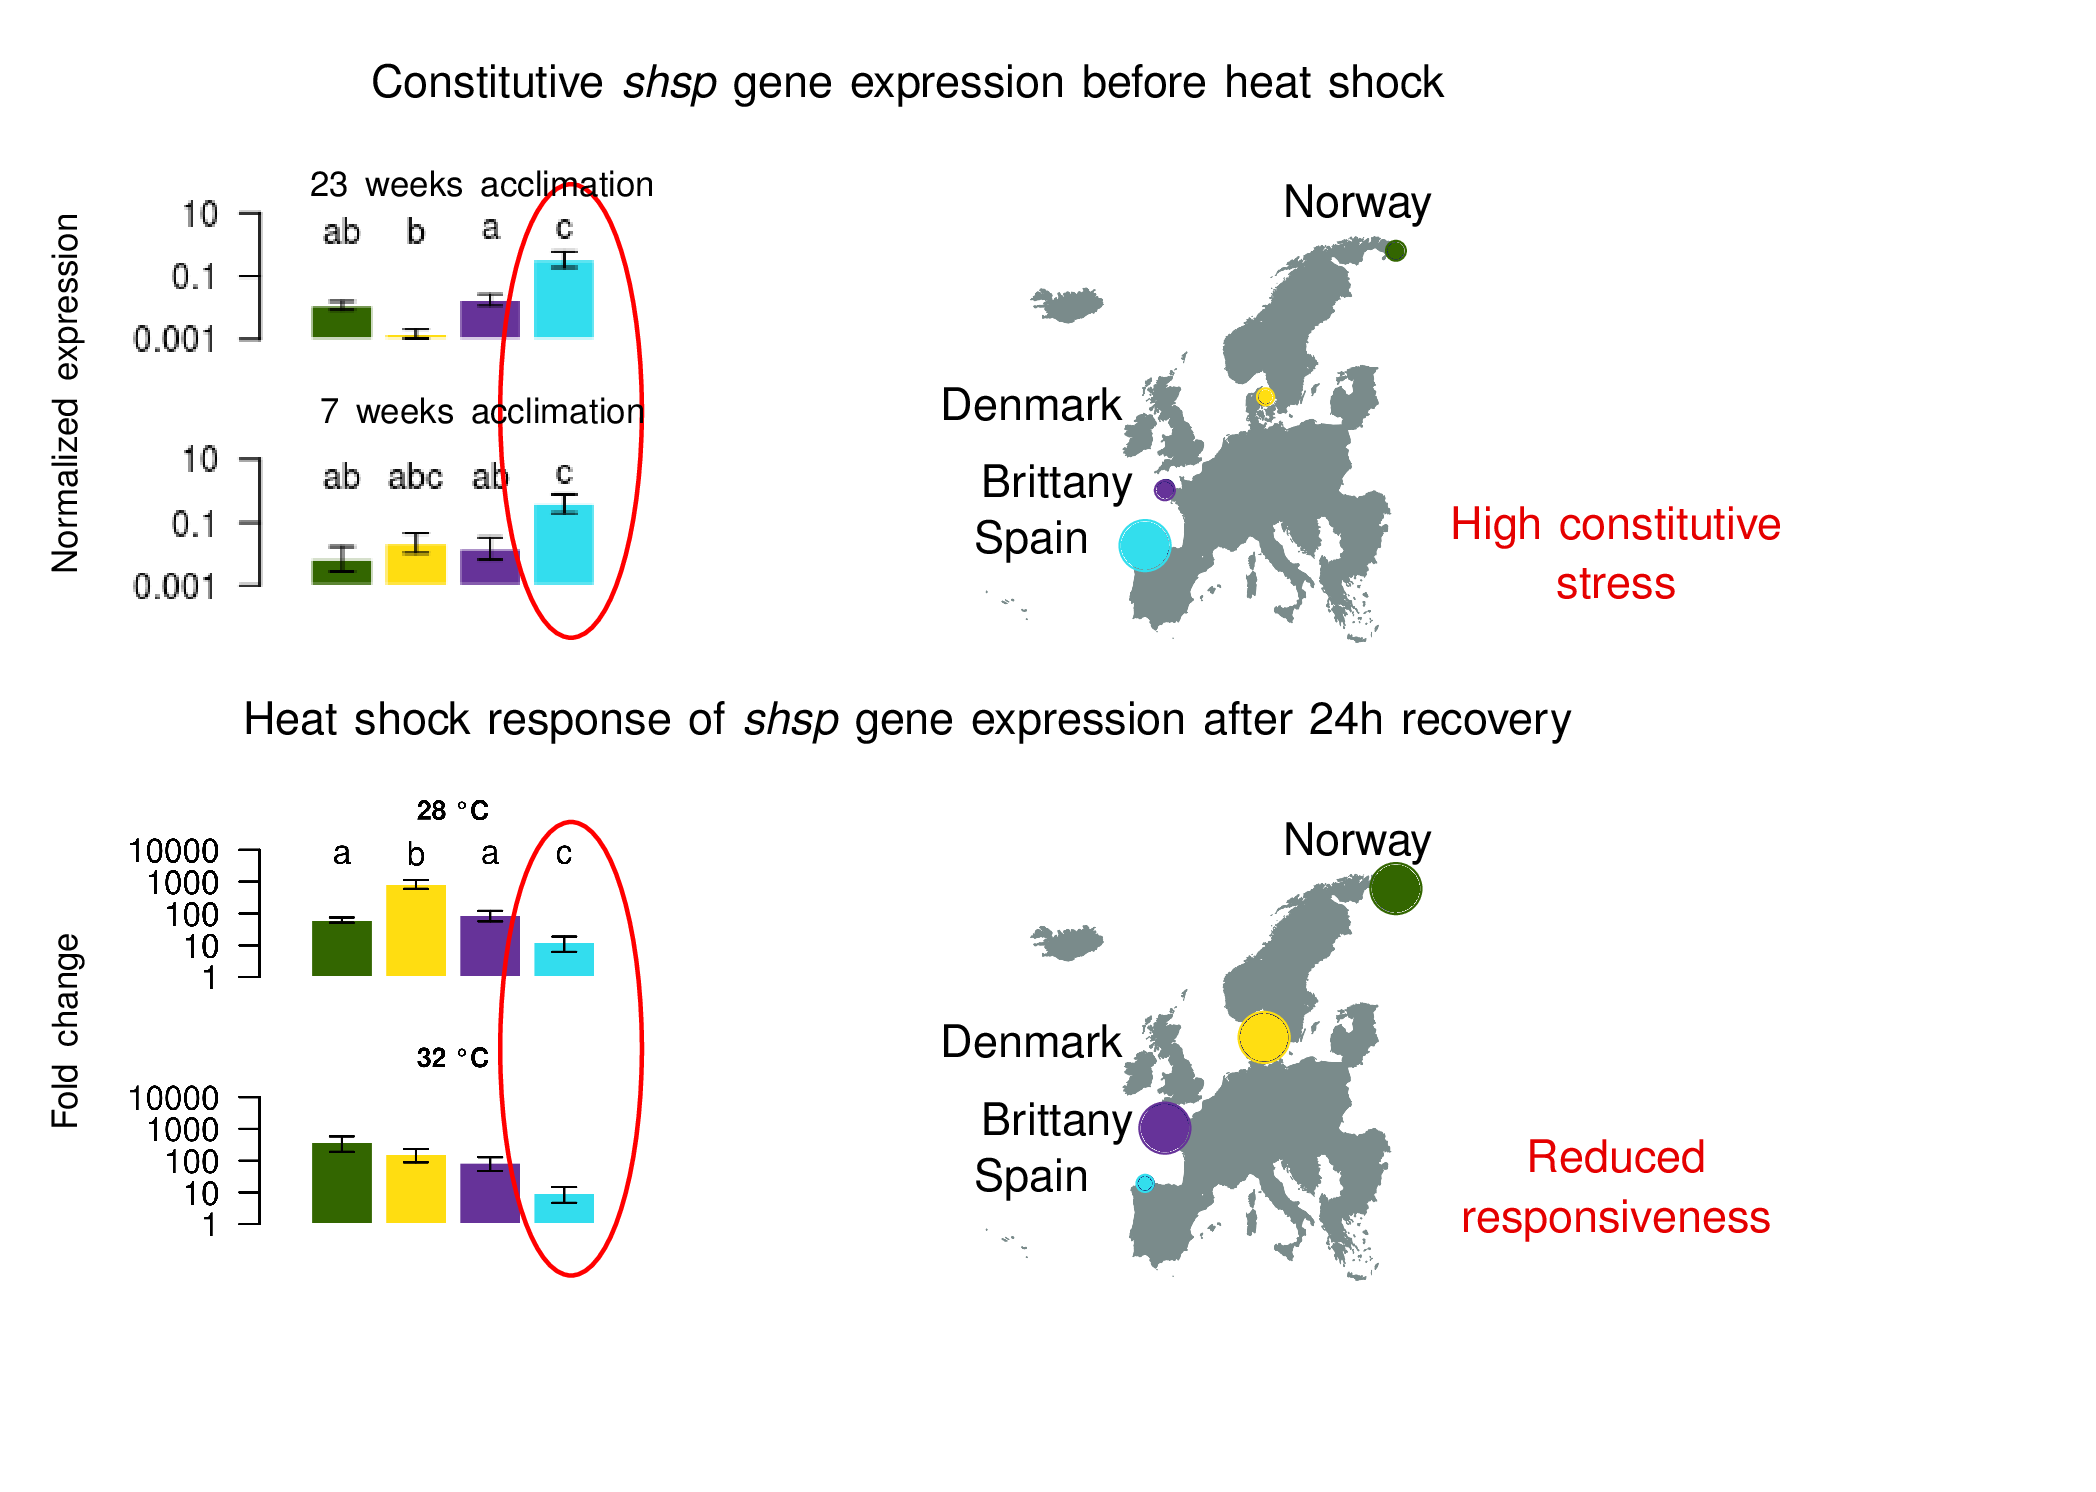 Constitutive shsp gene expression before heat shock
Normalized expression
23 weeks acclimation
10
0.1
0.001
ab b a c
7 weeks acclimation
10
0.1
0.001
ab abc ab c
Norway
Denmark
Brittany
Spain
High constitutive
stress
Heat shock response of shsp gene expression after 24h recovery
Fold change
28 °C
10000
1000
100
10
1
a b a c
32 °C
10000
1000
100
10
1
Norway
Denmark
Brittany
Spain
Reduced
responsiveness